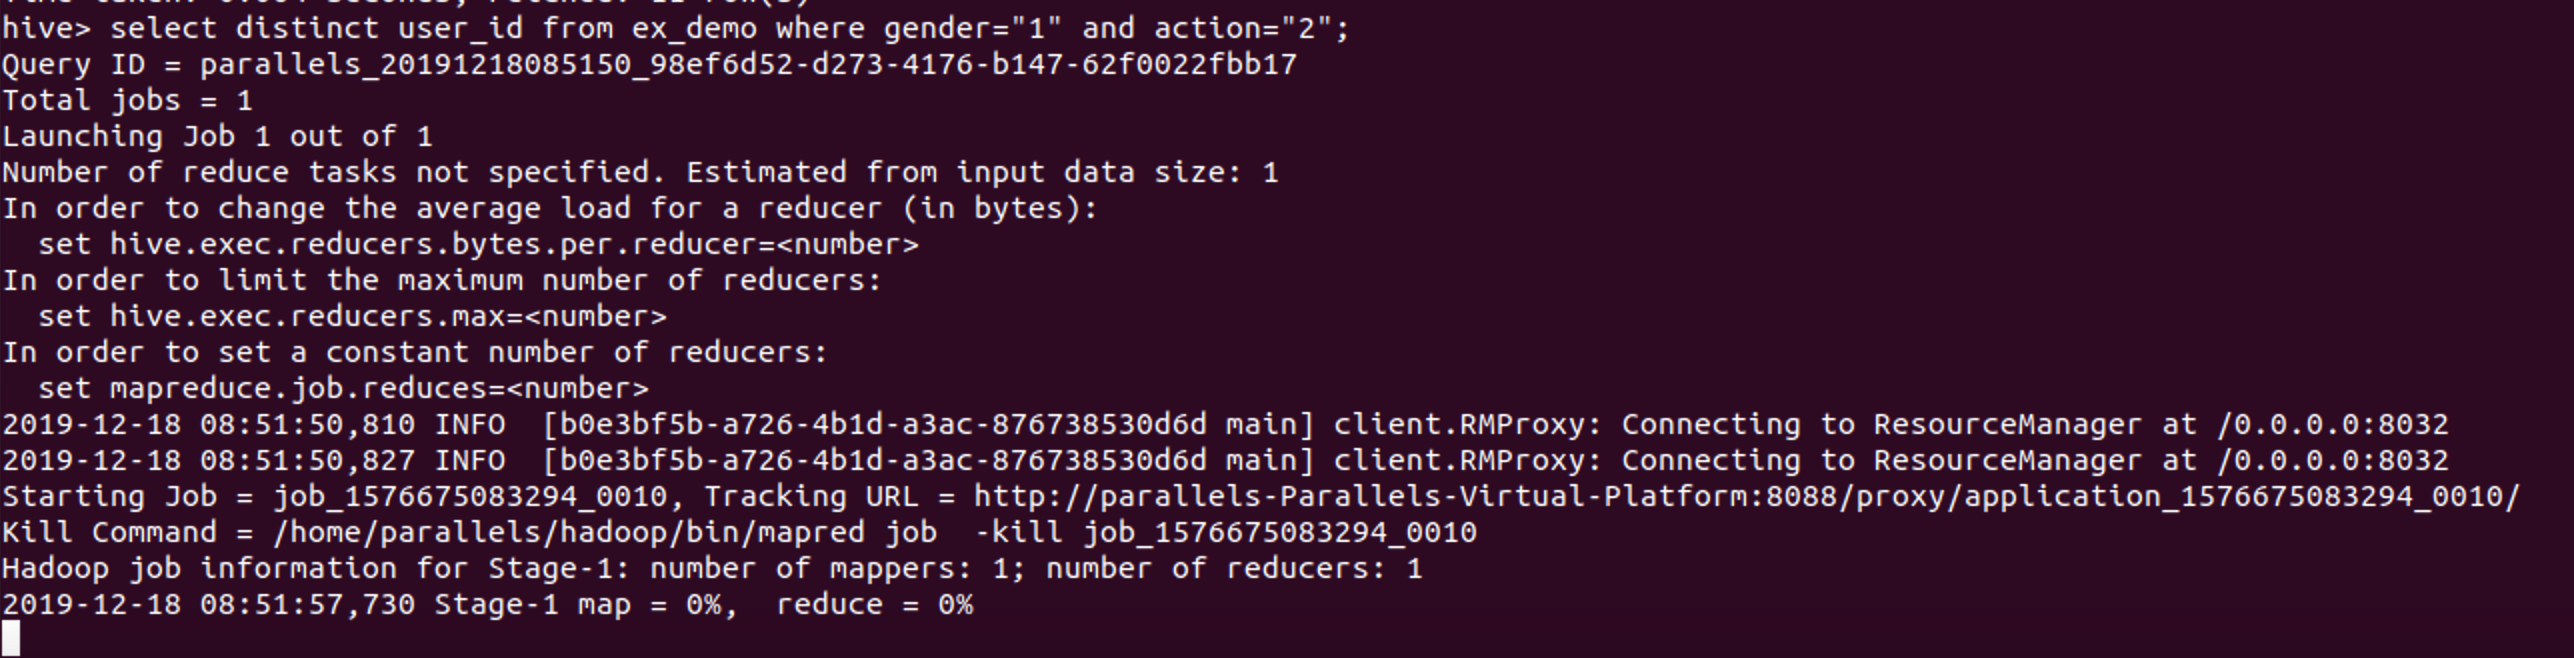 hive> select distinct user_id from ex_demo where gender="1" and action="2";
Query ID = parallels_20191218085150_98ef6d52-d273-4176-b147-62f0022fbb17
Total jobs = 1
Launching Job 1 out of 1
Number of reduce tasks not specified. Estimated from input data size: 1
In order to change the average load for a reducer (in bytes):
  set hive.exec.reducers.bytes.per.reducer=<number>
In order to limit the maximum number of reducers:
  set hive.exec.reducers.max=<number>
In order to set a constant number of reducers:
  set mapreduce.job.reduces=<number>
2019-12-18 08:51:50,810 INFO  [b0e3bf5b-a726-4b1d-a3ac-876738530d6d main] client.RMProxy: Connecting to ResourceManager at /0.0.0.0:8032
2019-12-18 08:51:50,827 INFO  [b0e3bf5b-a726-4b1d-a3ac-876738530d6d main] client.RMProxy: Connecting to ResourceManager at /0.0.0.0:8032
Starting Job = job_1576675083294_0010, Tracking URL = http://parallels-Parallels-Virtual-Platform:8088/proxy/application_1576675083294_0010/
Kill Command = /home/parallels/hadoop/bin/mapred job  -kill job_1576675083294_0010
Hadoop job information for Stage-1: number of mappers: 1; number of reducers: 1
2019-12-18 08:51:57,730 Stage-1 map = 0%,  reduce = 0%